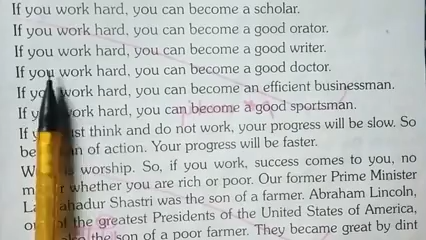 If you work hard, you can become a scholar.
If you work hard, you can become a good orator.
If you work hard, you can become a good writer.
If you work hard, you can become a good doctor.
If you work hard, you can become an efficient businessman.
If y work hard, you can become a good sportsman.
If y ust think and do not work, your progress will be slow. So
be an of action. Your progress will be faster.
W is worship. So, if you work, success comes to you, no
m r whether you are rich or poor. Our former Prime Minister
La ahadur Shastri was the son of a farmer. Abraham Lincoln,
on of the greatest Presidents of the United States of America,
the son of a poor farmer. They became great by dint